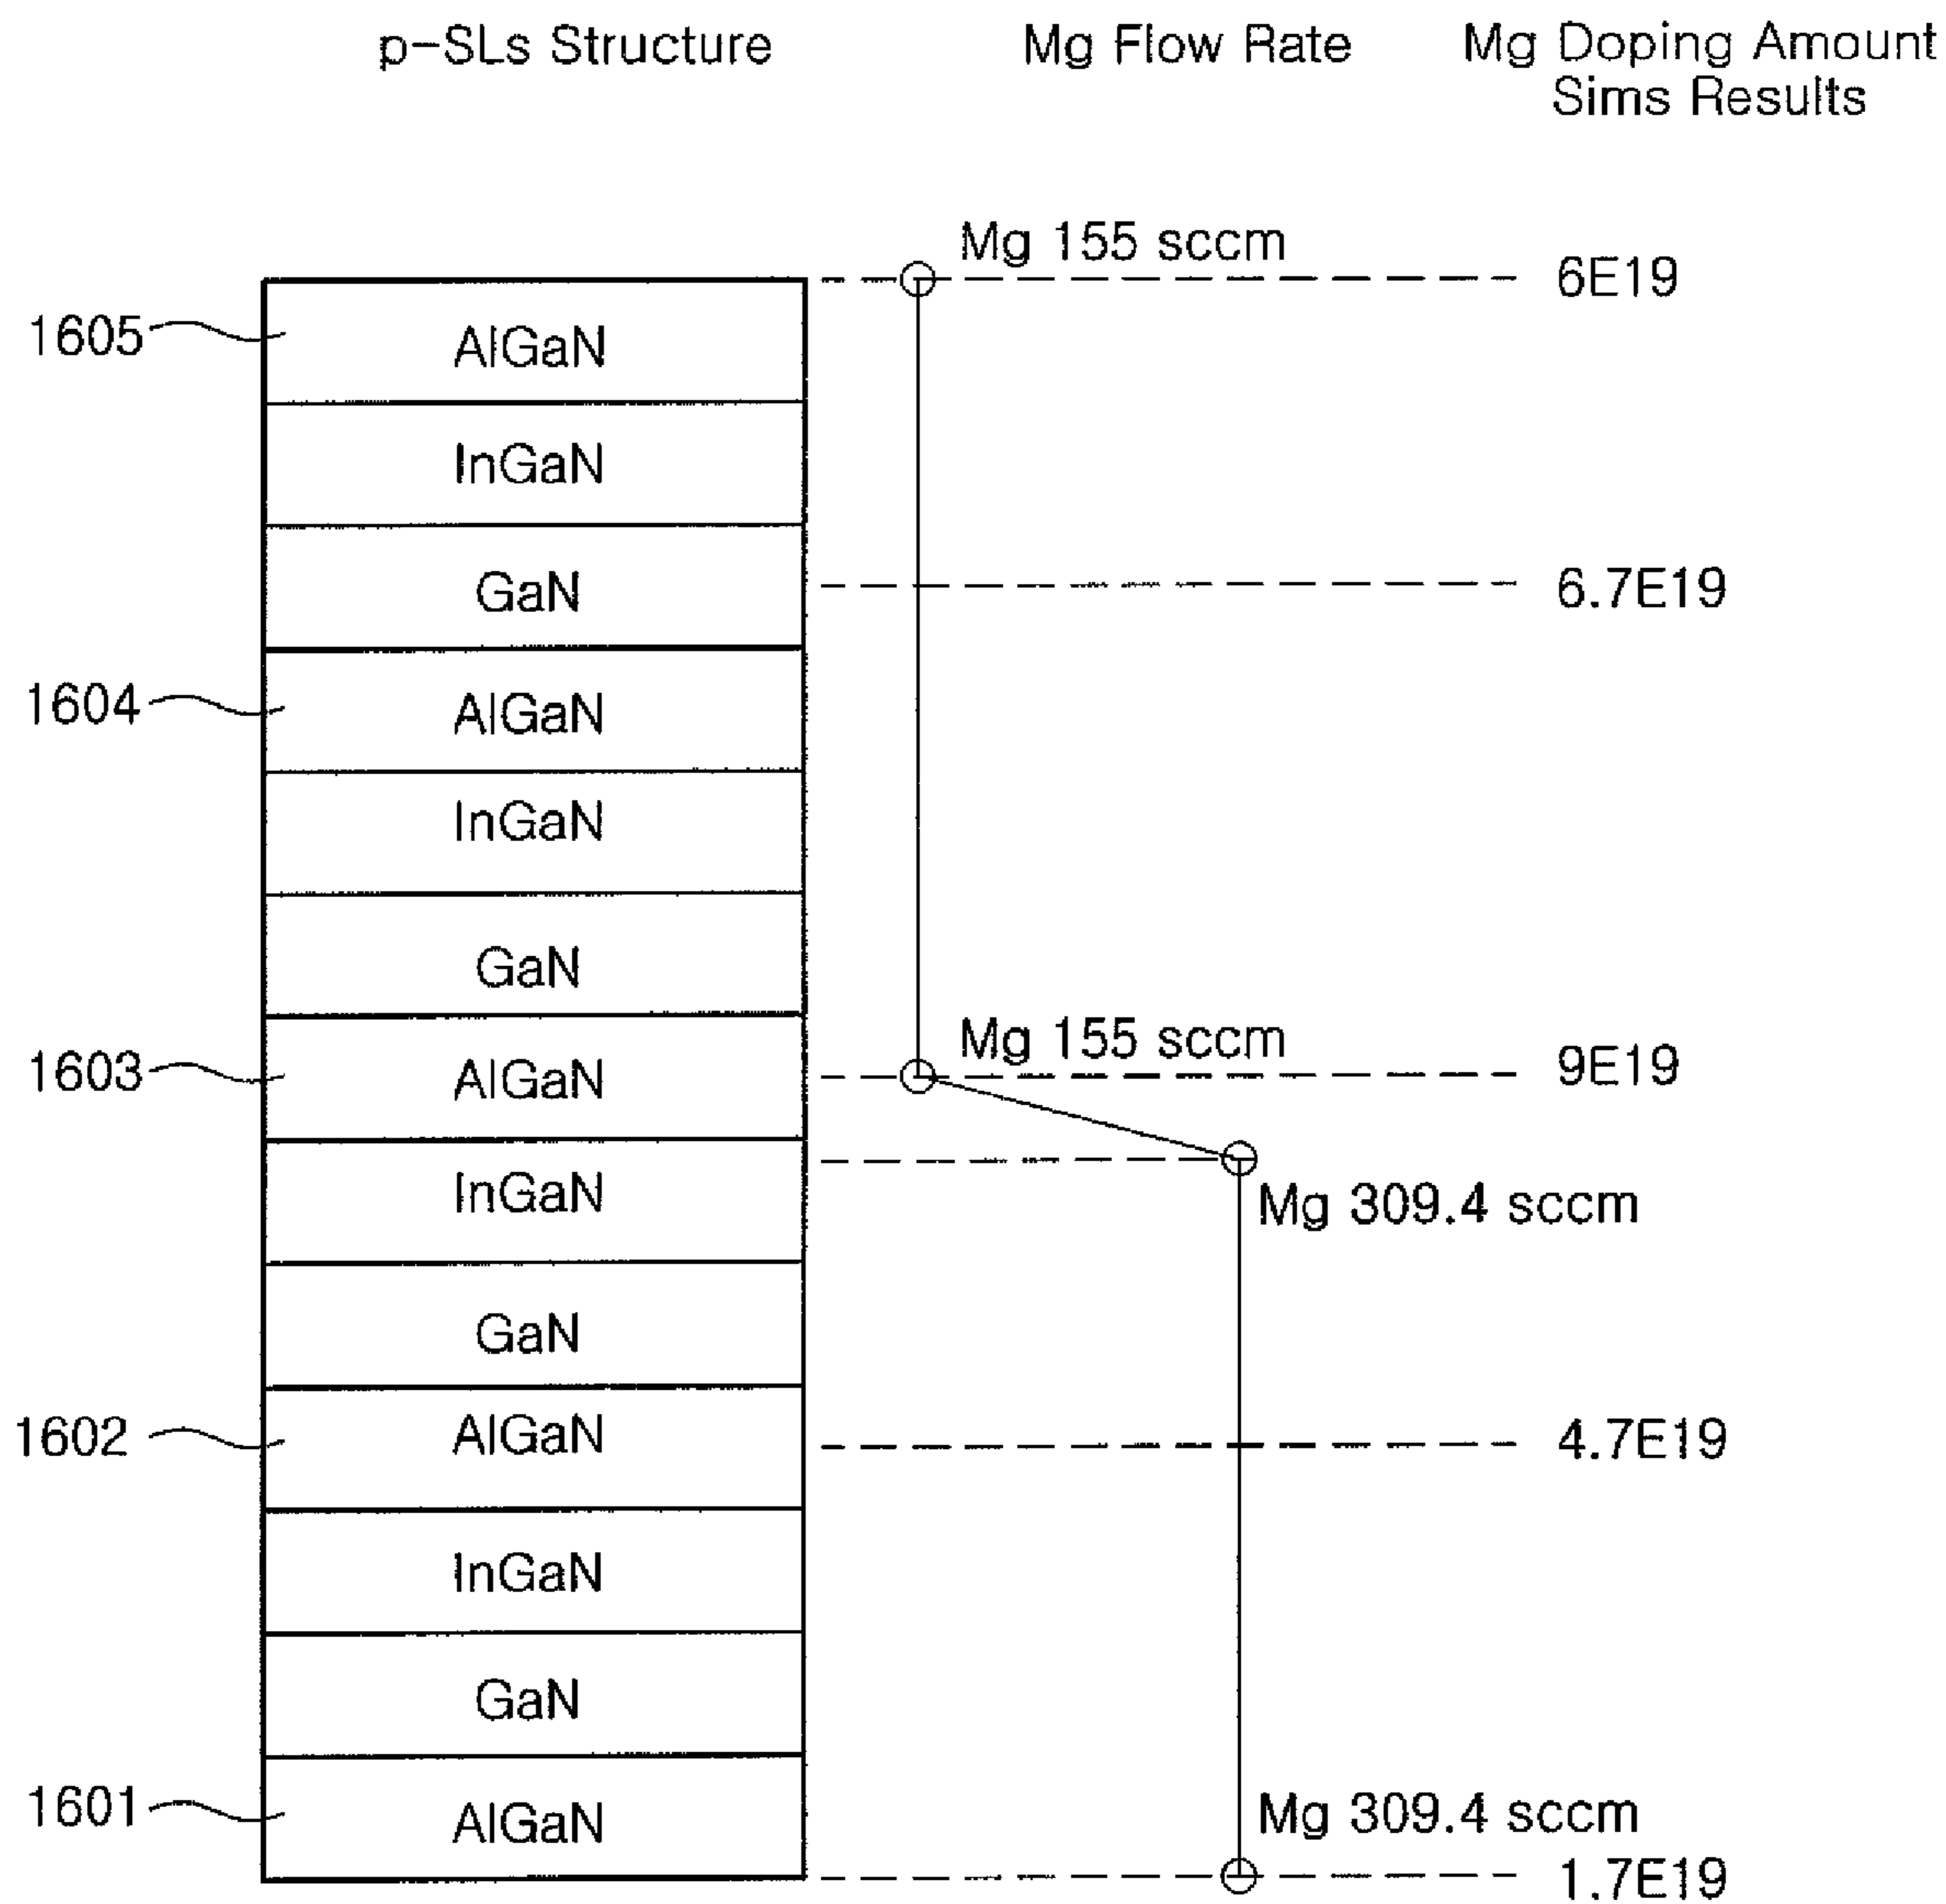 p-SLs Structure
Mg Flow Rate
Mg Doping Amount
Sims Results
Mg 155 sccm
6E19
1605
AlGaN
InGaN
GaN
6.7E19
1604
AlGaN
InGaN
GaN
Mg 155 sccm
1603
AlGaN
9E19
InGaN
Mg 309.4 sccm
GaN
1602
AlGaN
4.7E19
InGaN
GaN
1601
AlGaN
Mg 309.4 sccm
1.7E19